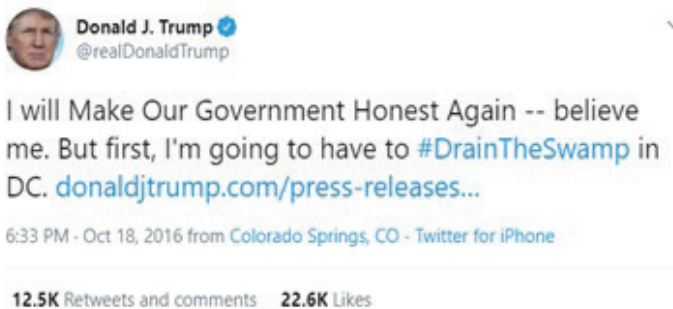 Donald J. Trump
@realDonaldTrump
I will Make Our Government Honest Again -- believe
me. But first, I'm going to have to #DrainTheSwamp in
DC. donaldjtrump.com/press-releases...
6:33 PM - Oct 18, 2016 from Colorado Springs, CO - Twitter for iPhone
12.5K Retweets and comments 22.6K Likes